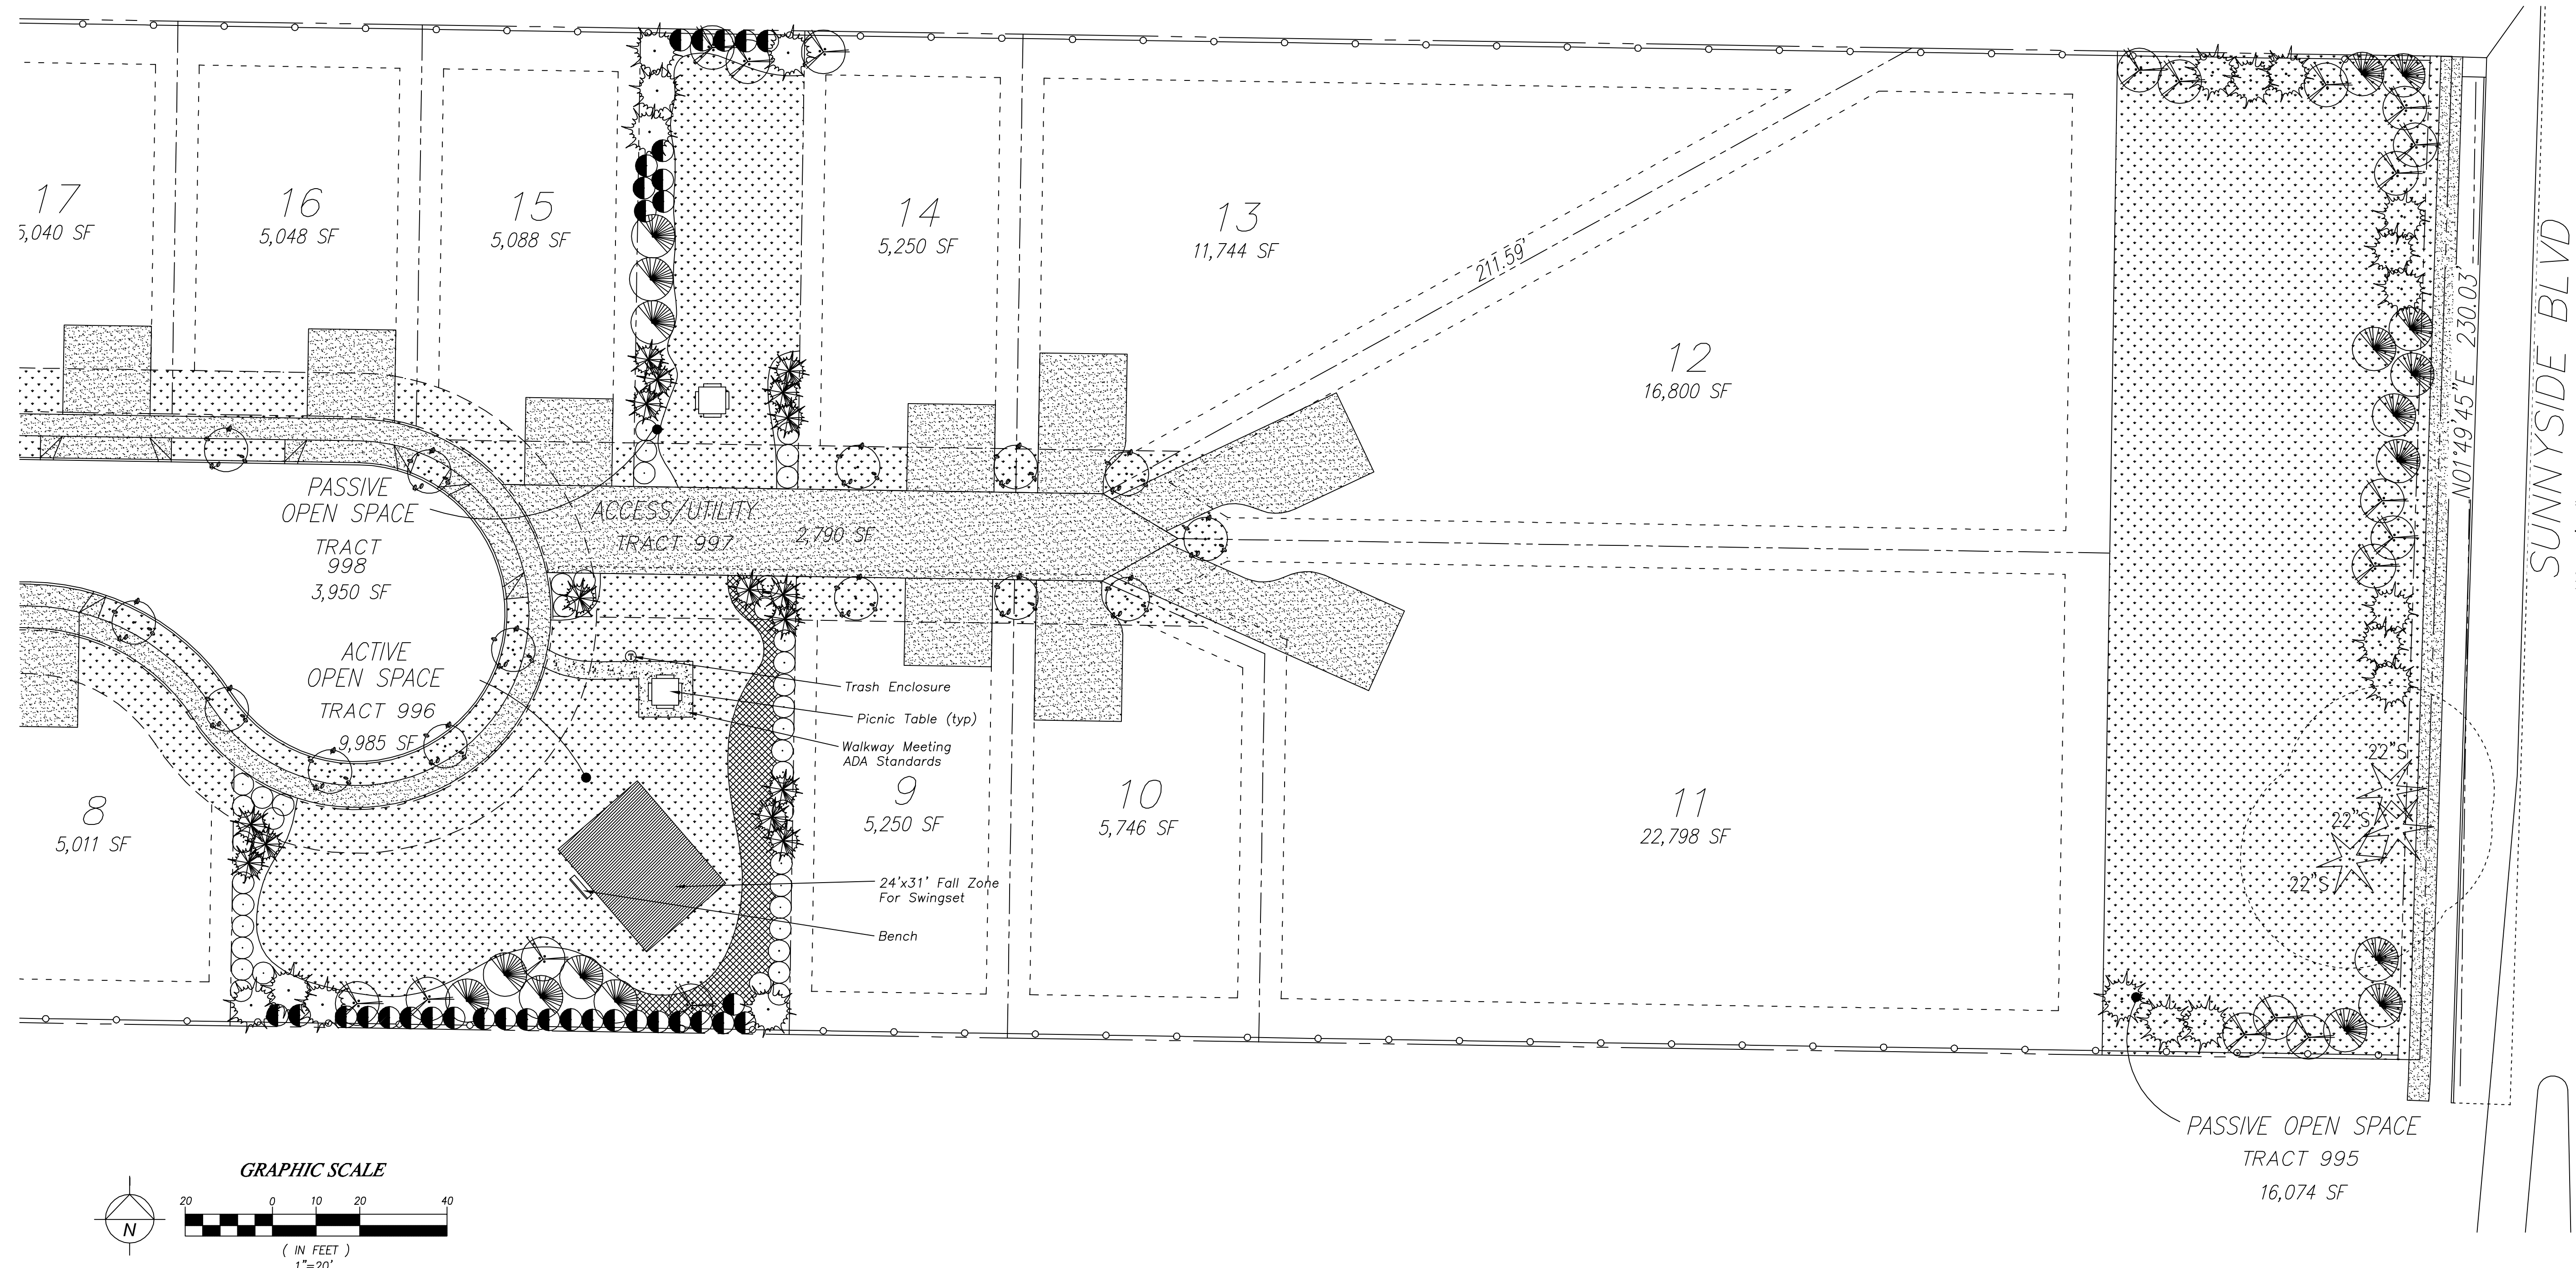 17
5,040 SF
16
5,048 SF
15
5,088 SF
14
5,250 SF
13
11,744 SF
211.59'
12
16,800 SF
N01°49'45"E 230.03'
SUNNYSIDE BLVD
PASSIVE
OPEN SPACE
TRACT
998
3,950 SF
ACCESS/UTILITY
TRACT 997
2,790 SF
ACTIVE
OPEN SPACE
TRACT 996
9,985 SF
Trash Enclosure
Picnic Table (typ)
Walkway Meeting
ADA Standards
8
5,011 SF
9
5,250 SF
10
5,746 SF
11
22,798 SF
22"S
22"S
22"S
24'x31' Fall Zone
For Swingset
Bench
PASSIVE OPEN SPACE
TRACT 995
16,074 SF
GRAPHIC SCALE
20 0 10 20 40
N
( IN FEET )
1"=20'